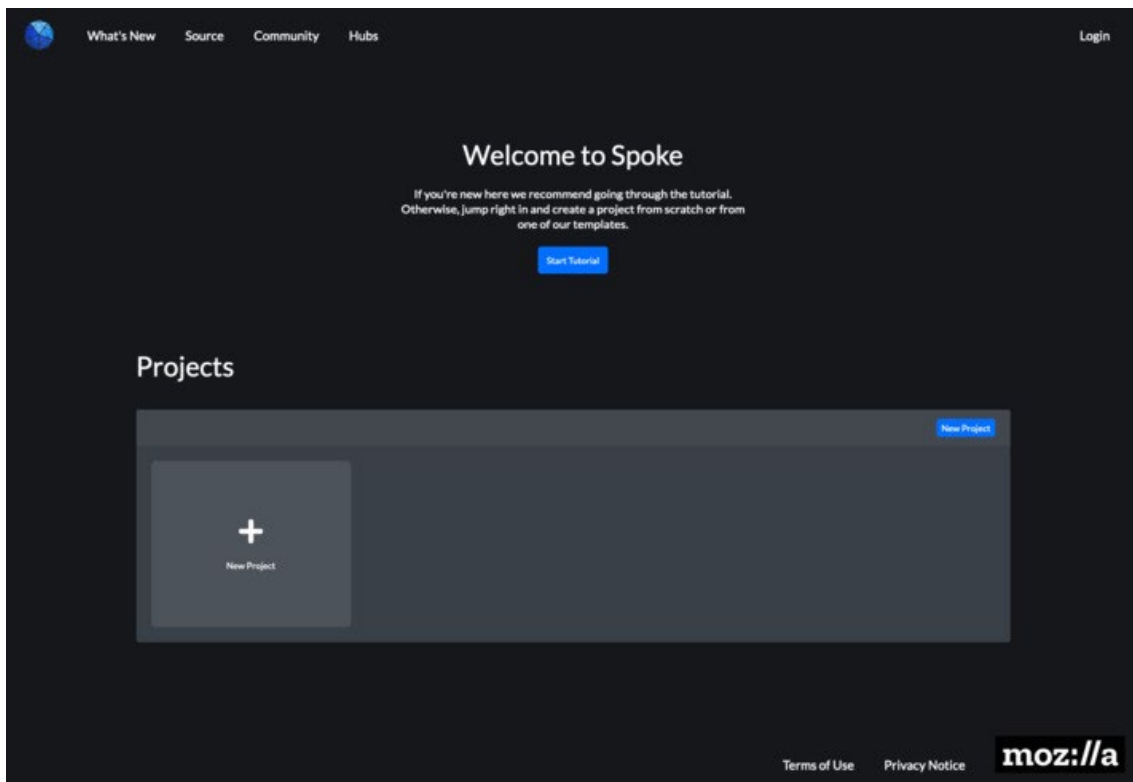 What's New Source Community Hubs Login
Welcome to Spoke
If you're new here we recommend going through the tutorial.
Otherwise, jump right in and create a project from scratch or from
one of our templates.
Start Tutorial
Projects
New Project
New Project
Terms of Use Privacy Notice moz://a